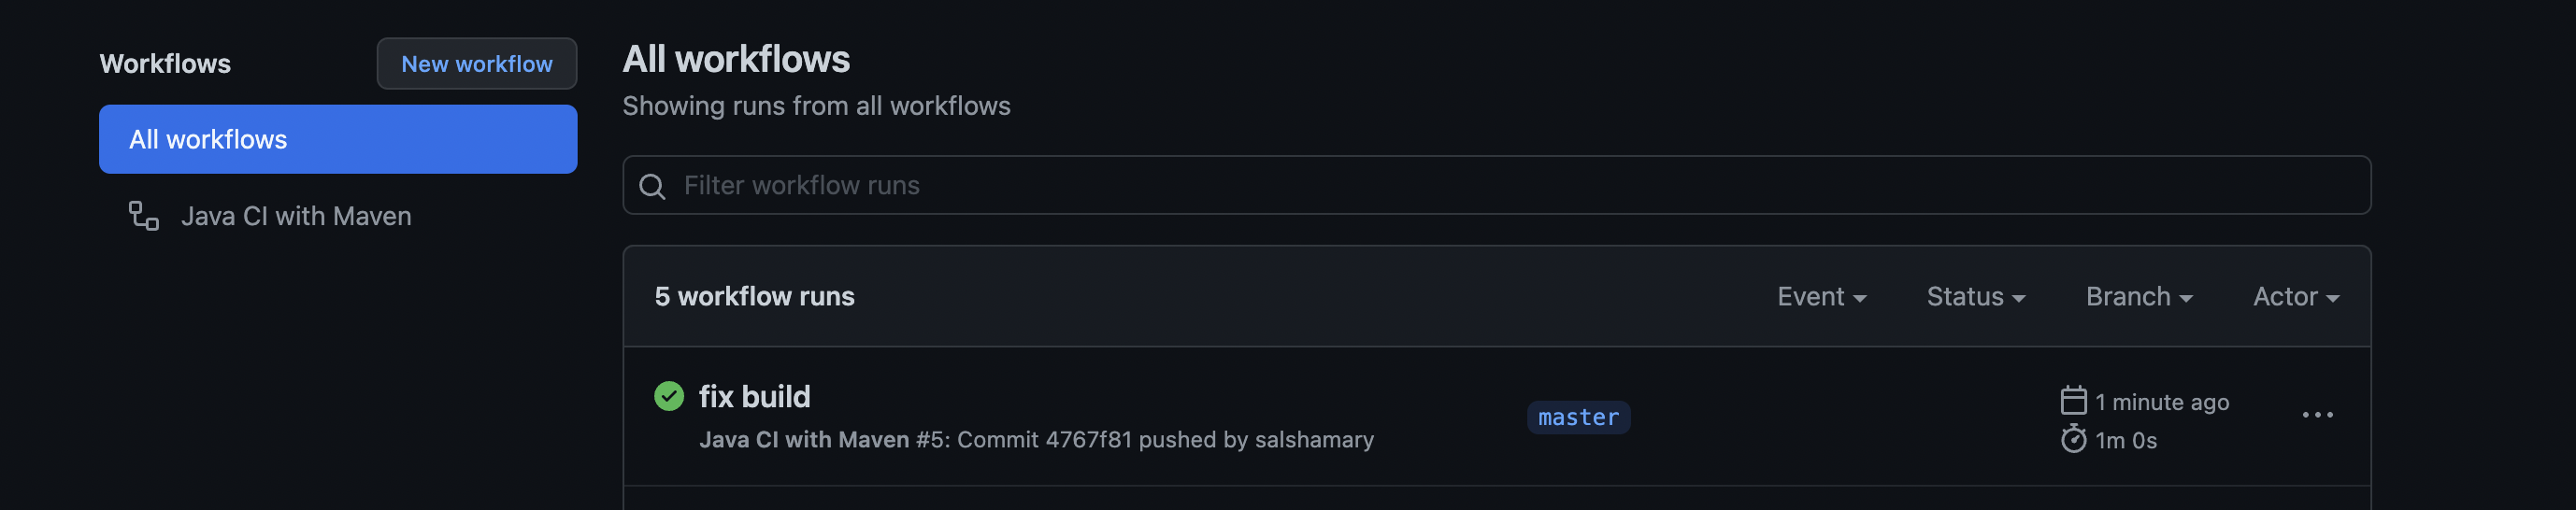 Workflows
New workflow
All workflows
Java CI with Maven
All workflows
Showing runs from all workflows
Filter workflow runs
5 workflow runs
Event
Status
Branch
Actor
fix build
Java CI with Maven #5: Commit 4767f81 pushed by salshamary
master
1 minute ago
1m 0s